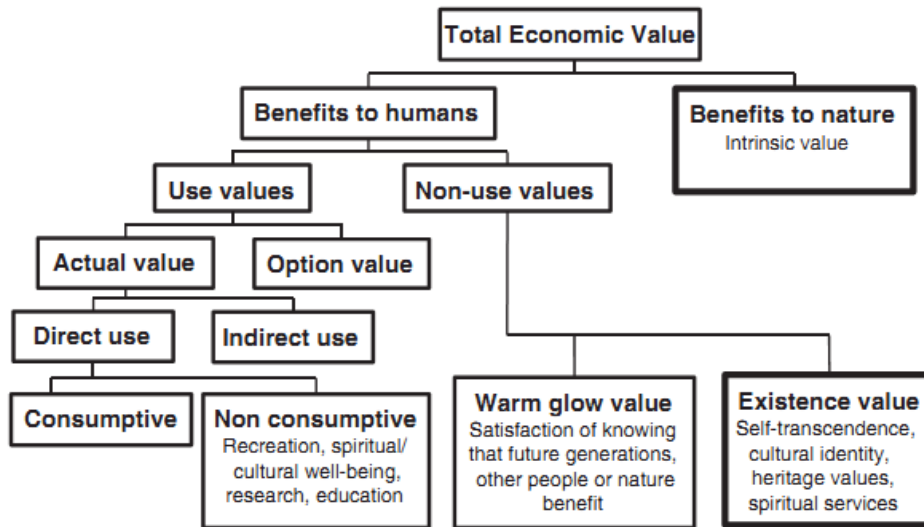 Total Economic Value
Benefits to humans
Benefits to nature
Intrinsic value
Use values
Non-use values
Actual value
Option value
Direct use
Indirect use
Consumptive
Non consumptive
Recreation, spiritual/
cultural well-being,
research, education
Warm glow value
Satisfaction of knowing
that future generations,
other people or nature
benefit
Existence value
Self-transcendence,
cultural identity,
heritage values,
spiritual services